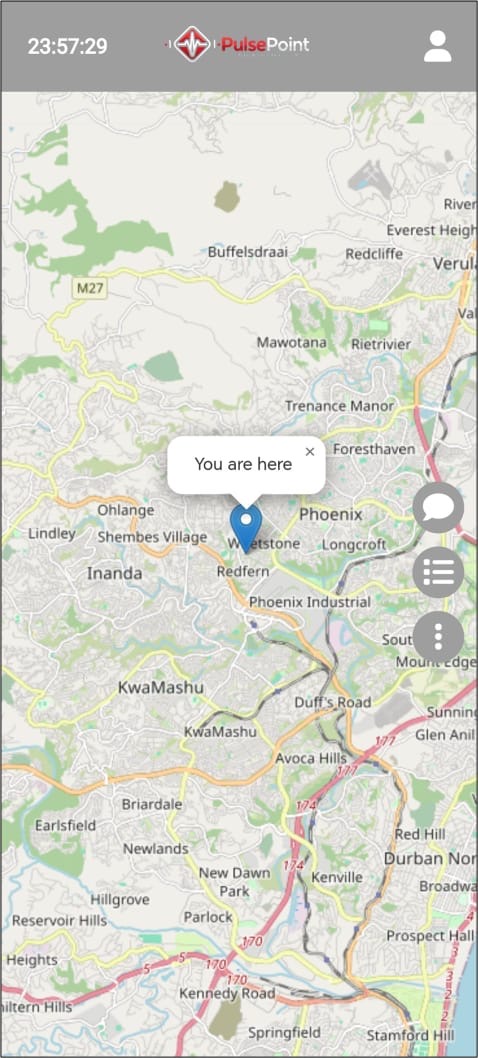 23:57:29
PulsePoint
River
Everest Heigh
Buffelsdraai
Redcliffe
Verula
M27
Val
Mawotana
Rietrivier
Trenance Manor
You are here
×
Foresthaven
Ohlange
Phoenix
Lindley
Shembes Village
W etstone
Longcroft
Inanda
Redfern
Phoenix Industrial
Sout
Mount Edge
KwaMashu
Duff's Road
Sunning
KwaMashu
177
Glen Anil
Avoca Hills
177
174
Briardale
Earlsfield
Red Hill
Newlands
Durban Nor
174
New Dawn
Park
Kenville
Broadwa
Hillgrove
Reservoir Hills
Parlock
Prospect Hall
170
Heights
5
5
170
170
Kennedy Road
hiltern Hills
Springfield
Stamford Hill